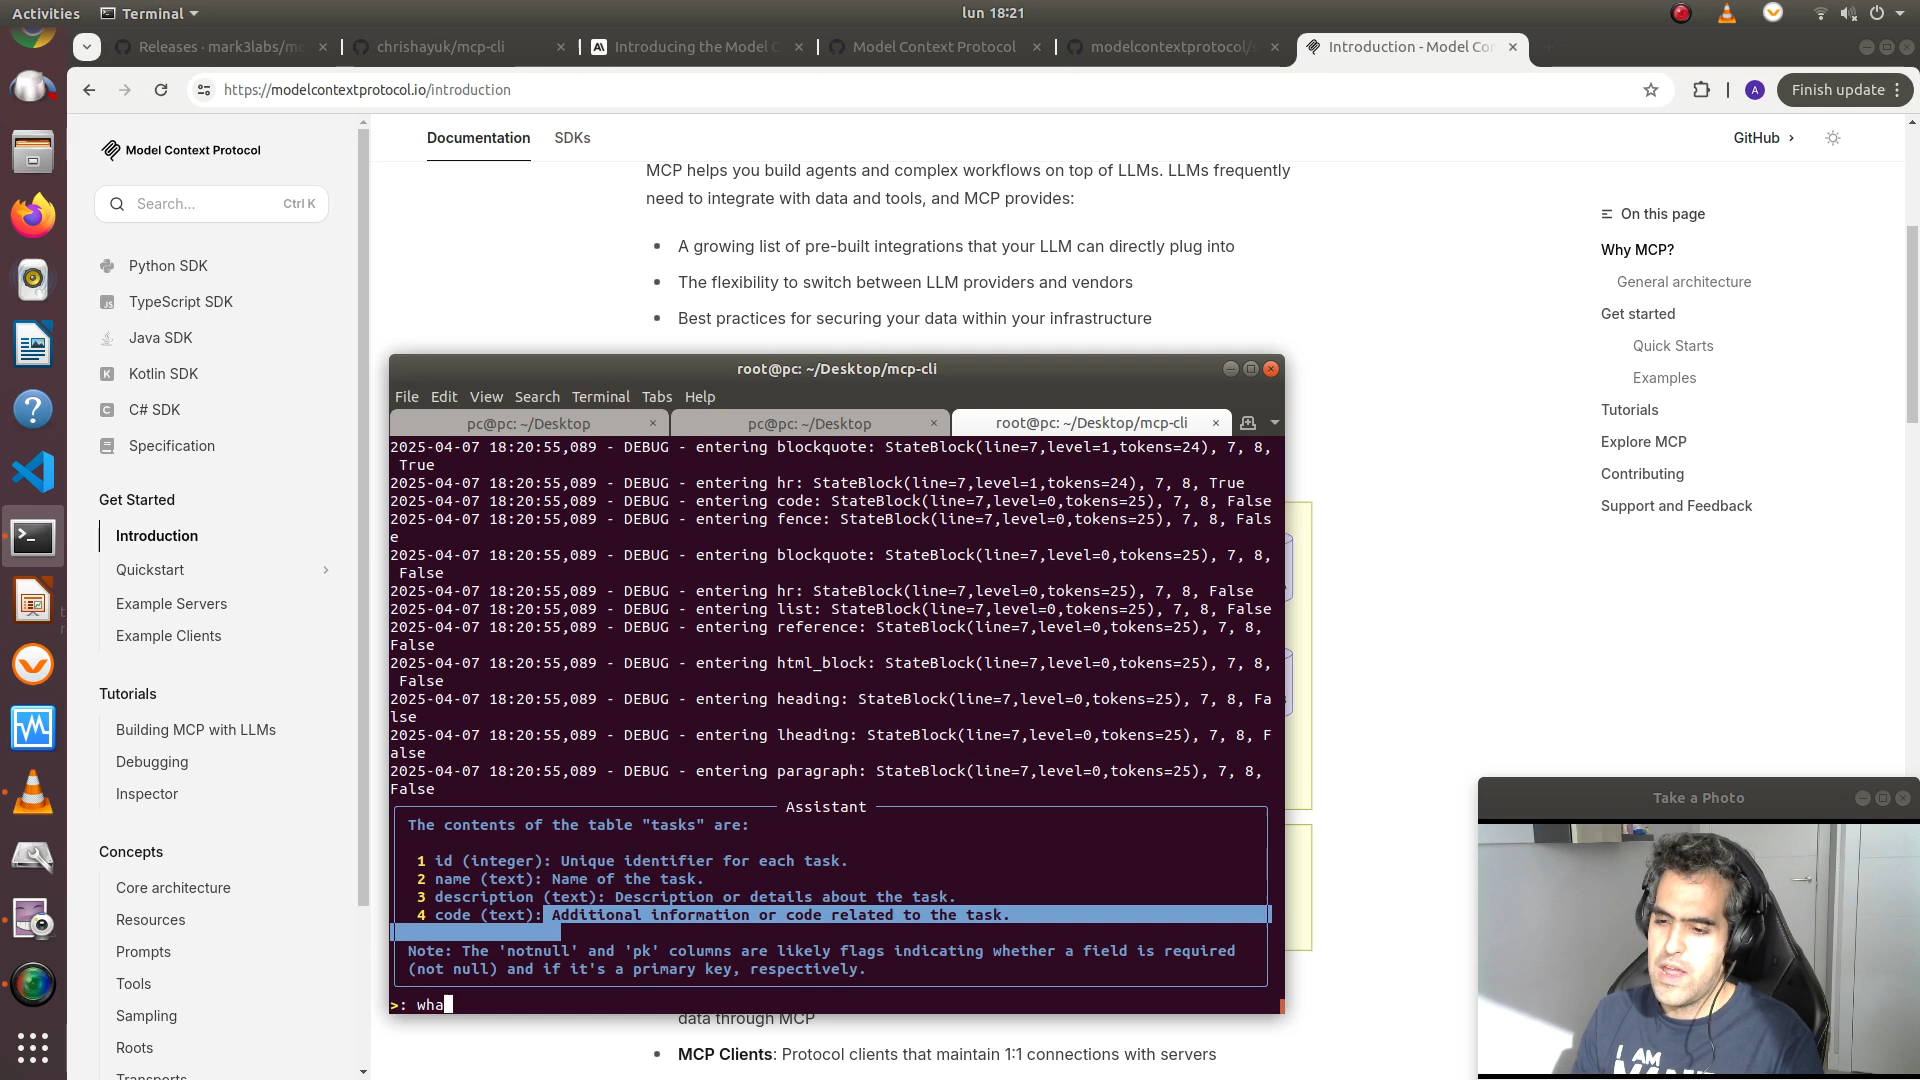 Activities
Terminal
lun 18:21
Releases · mark3labs/mc
chrishayuk/mcp-cli
Introducing the Model C
Model Context Protocol
modelcontextprotocol/s
Introduction - Model Con
https://modelcontextprotocol.io/introduction
A
Finish update
Model Context Protocol
Search...
Ctrl K
Python SDK
TypeScript SDK
Java SDK
Kotlin SDK
C# SDK
Specification
Get Started
Introduction
Quickstart
Example Servers
Example Clients
Tutorials
Building MCP with LLMs
Debugging
Inspector
Concepts
Core architecture
Resources
Prompts
Tools
Sampling
Roots
Transports
Documentation
SDKs
GitHub
MCP helps you build agents and complex workflows on top of LLMs. LLMs frequently
need to integrate with data and tools, and MCP provides:
A growing list of pre-built integrations that your LLM can directly plug into
The flexibility to switch between LLM providers and vendors
Best practices for securing your data within your infrastructure
On this page
Why MCP?
General architecture
Get started
Quick Starts
Examples
Tutorials
Explore MCP
Contributing
Support and Feedback
root@pc: ~/Desktop/mcp-cli
File Edit View Search Terminal Tabs Help
pc@pc: ~/Desktop
pc@pc: ~/Desktop
root@pc: ~/Desktop/mcp-cli
2025-04-07 18:20:55,089 - DEBUG - entering blockquote: StateBlock(line=7,level=1,tokens=24), 7, 8,
True
2025-04-07 18:20:55,089 - DEBUG - entering hr: StateBlock(line=7,level=1,tokens=24), 7, 8, True
2025-04-07 18:20:55,089 - DEBUG - entering code: StateBlock(line=7,level=0,tokens=25), 7, 8, False
2025-04-07 18:20:55,089 - DEBUG - entering fence: StateBlock(line=7,level=0,tokens=25), 7, 8, Fals
e
2025-04-07 18:20:55,089 - DEBUG - entering blockquote: StateBlock(line=7,level=0,tokens=25), 7, 8,
False
2025-04-07 18:20:55,089 - DEBUG - entering hr: StateBlock(line=7,level=0,tokens=25), 7, 8, False
2025-04-07 18:20:55,089 - DEBUG - entering list: StateBlock(line=7,level=0,tokens=25), 7, 8, False
2025-04-07 18:20:55,089 - DEBUG - entering reference: StateBlock(line=7,level=0,tokens=25), 7, 8,
False
2025-04-07 18:20:55,089 - DEBUG - entering html_block: StateBlock(line=7,level=0,tokens=25), 7, 8,
False
2025-04-07 18:20:55,089 - DEBUG - entering heading: StateBlock(line=7,level=0,tokens=25), 7, 8, Fa
lse
2025-04-07 18:20:55,089 - DEBUG - entering lheading: StateBlock(line=7,level=0,tokens=25), 7, 8, F
alse
2025-04-07 18:20:55,089 - DEBUG - entering paragraph: StateBlock(line=7,level=0,tokens=25), 7, 8,
False
Assistant
The contents of the table "tasks" are:
1 id (integer): Unique identifier for each task.
2 name (text): Name of the task.
3 description (text): Description or details about the task.
4 code (text): Additional information or code related to the task.
Note: The 'notnull' and 'pk' columns are likely flags indicating whether a field is required
(not null) and if it's a primary key, respectively.
>: wha
data through MCP
MCP Clients: Protocol clients that maintain 1:1 connections with servers
Take a Photo
I AM